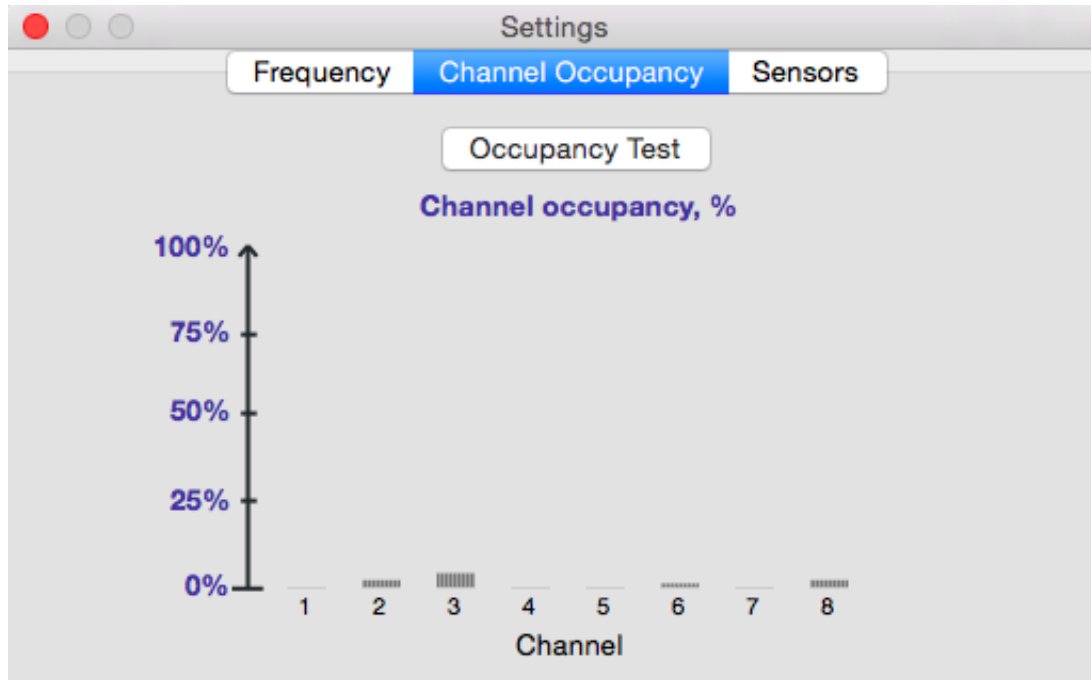 Settings
Frequency Channel Occupancy Sensors
Occupancy Test
Channel occupancy, %
100%
75%
50%
25%
0%
1 2 3 4 5 6 7 8
Channel